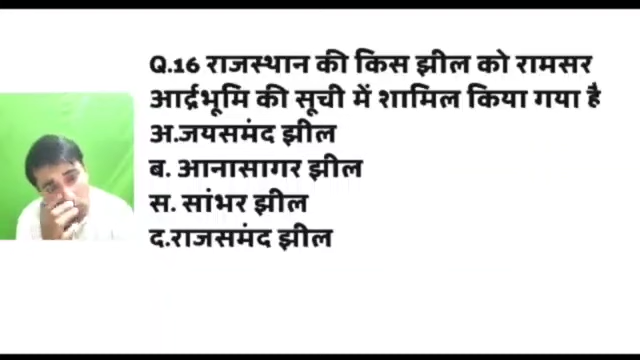 Q.16 राजस्थान की किस झील को रामसर
आर्द्रभूमि की सूची में शामिल किया गया है
अ.जयसमंद झील
ब. आनासागर झील
स. सांभर झील
द.राजसमंद झील